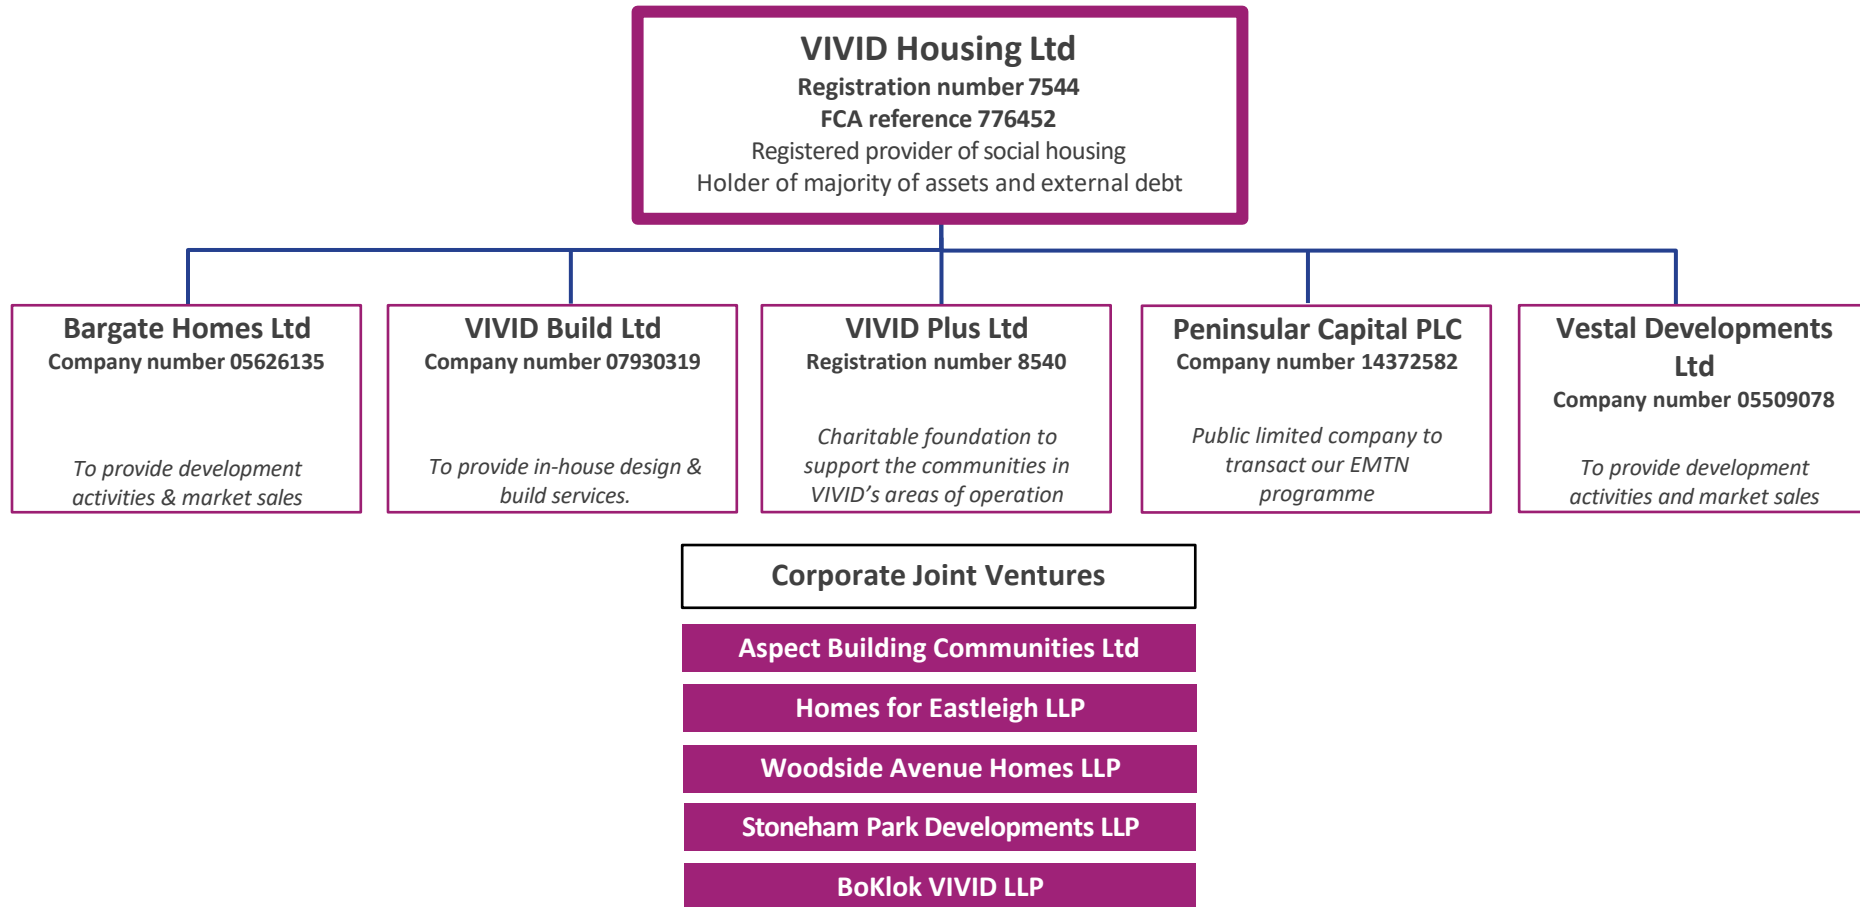 VIVID Housing Ltd
Registration number 7544
FCA reference 776452
Registered provider of social housing
Holder of majority of assets and external debt
Bargate Homes Ltd
Company number 05626135
To provide development
activities & market sales
VIVID Build Ltd
Company number 07930319
To provide in-house design &
build services.
VIVID Plus Ltd
Registration number 8540
Charitable foundation to
support the communities in
VIVID’s areas of operation
Peninsular Capital PLC
Company number 14372582
Public limited company to
transact our EMTN
programme
Vestal Developments
Ltd
Company number 05509078
To provide development
activities and market sales
Corporate Joint Ventures
Aspect Building Communities Ltd
Homes for Eastleigh LLP
Woodside Avenue Homes LLP
Stoneham Park Developments LLP
BoKlok VIVID LLP